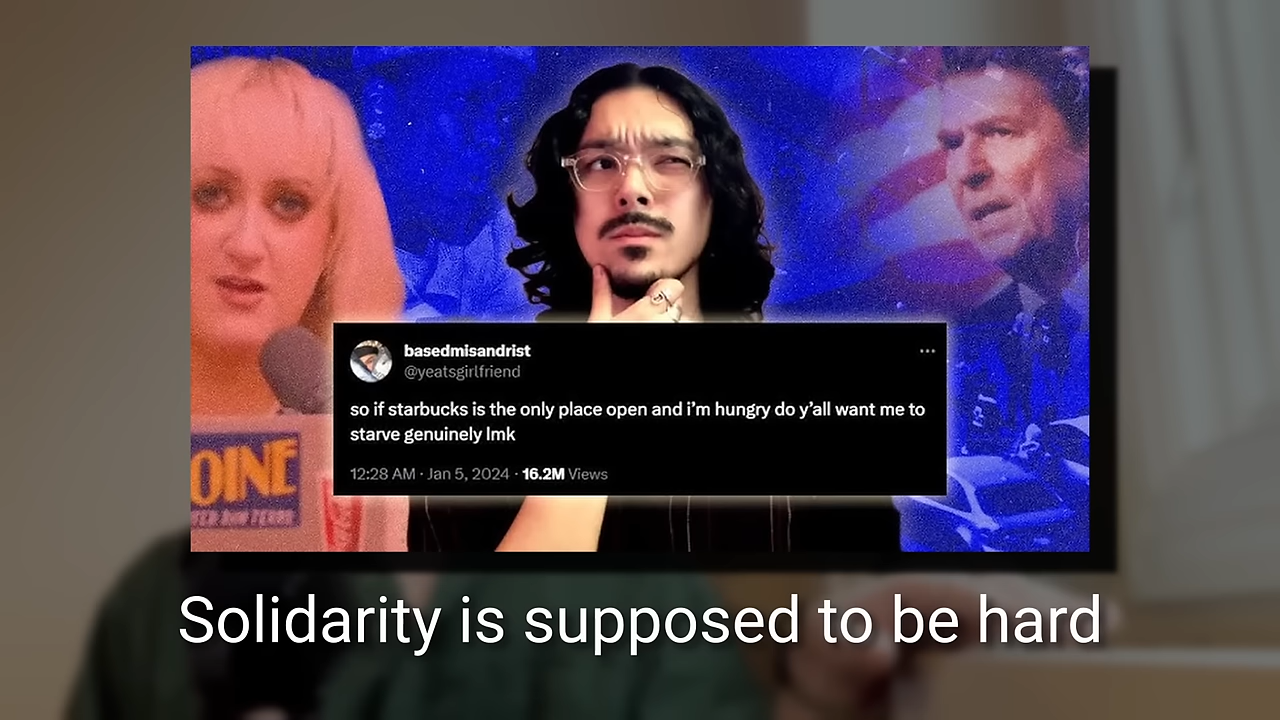 basedmisandrist
@yeatsgirlfriend
so if starbucks is the only place open and i'm hungry do y'all want me to
starve genuinely lmk
12:28 AM · Jan 5, 2024 · 16.2M Views
OINE
Solidarity is supposed to be hard